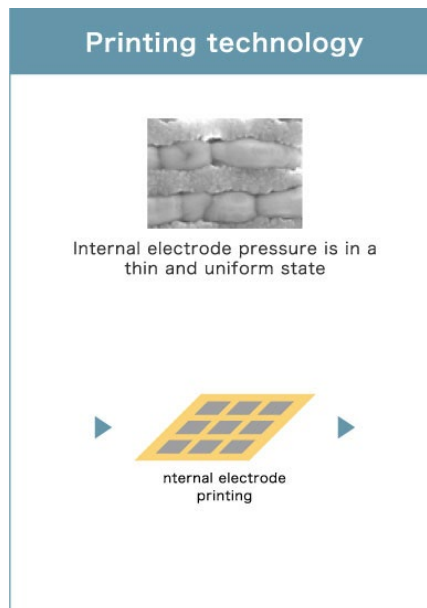 Printing technology
Internal electrode pressure is in a
thin and uniform state
nternal electrode
printing